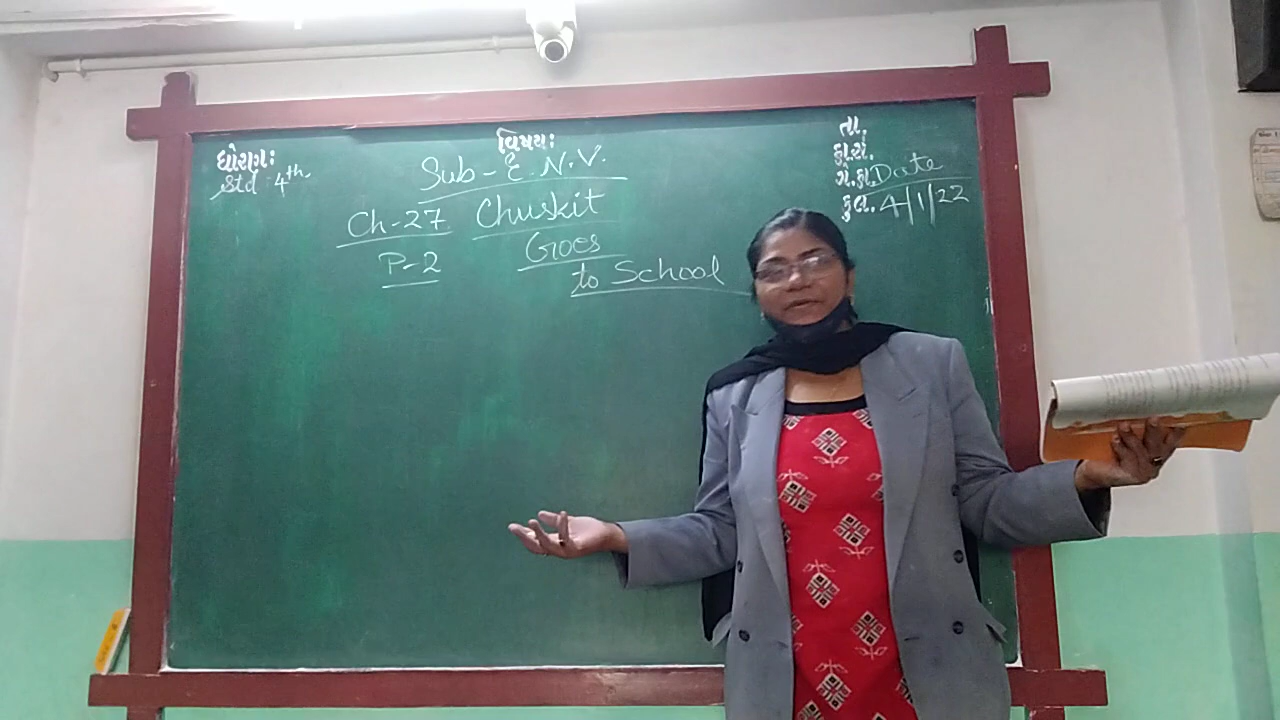 ધોરણઃ
Std 4th
વિષયઃ
Sub - E.N.V.
તા.
ક્રા.સં.
ગે.હા. Date
કુલ. 4/1/22
Ch-27 Chuskit
P-2 Goes
to School